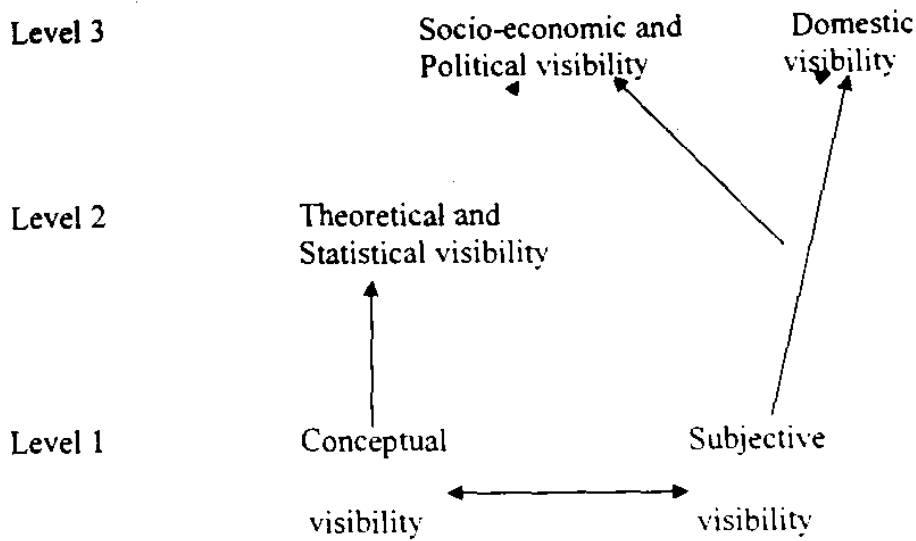 Level 3 Socio-economic and Domestic
Political visibility visibility
Level 2 Theoretical and
Statistical visibility
Level 1 Conceptual Subjective
visibility visibility